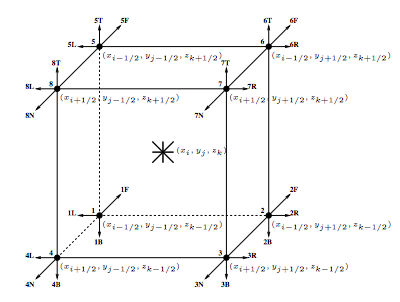 5T 5F 6T 6F
5L 5 6 6R
(x_{i-1/2}, y_{j-1/2}, z_{k+1/2}) (x_{i-1/2}, y_{j+1/2}, z_{k+1/2})
8T 7T
8L 8 7 7R
(x_{i+1/2}, y_{j-1/2}, z_{k+1/2}) (x_{i+1/2}, y_{j+1/2}, z_{k+1/2})
8N 7N
(x_i, y_j, z_k)
1F 2F
1L 1 2 2R
(x_{i-1/2}, y_{j-1/2}, z_{k-1/2}) (x_{i-1/2}, y_{j+1/2}, z_{k-1/2})
1B 2B
4L 4 3 3R
(x_{i+1/2}, y_{j-1/2}, z_{k-1/2}) (x_{i+1/2}, y_{j+1/2}, z_{k-1/2})
4N 4B 3N 3B